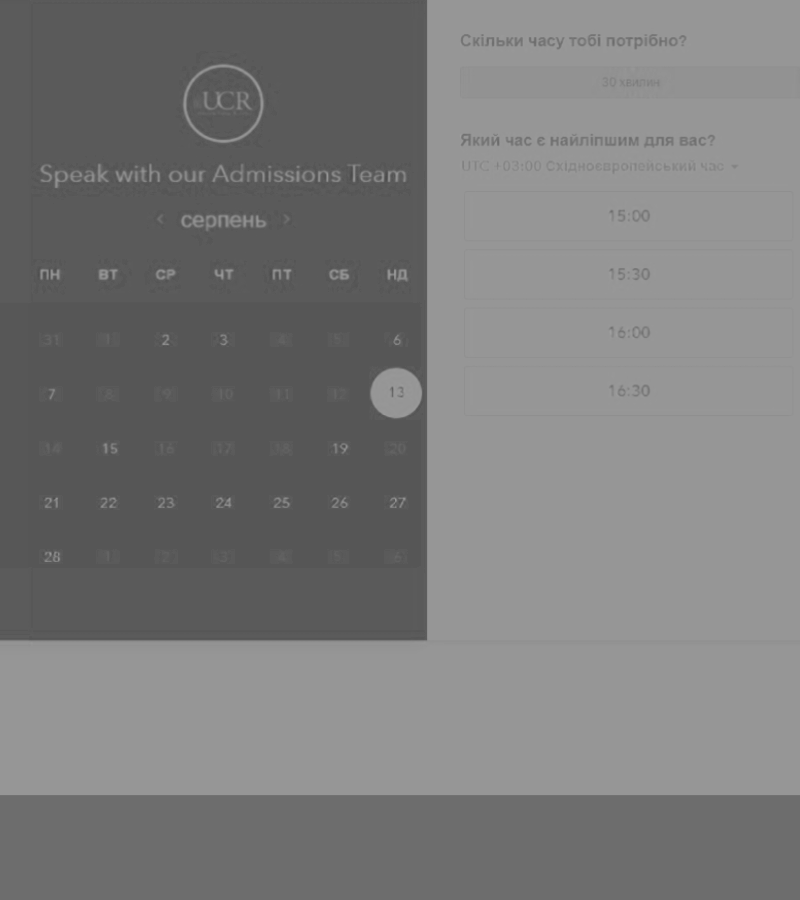 UCR
Speak with our Admissions Team
‹ серпень ›
ПН ВТ СР ЧТ ПТ СБ НД
31 1 2 3 4 5 6
7 8 9 10 11 12 13
14 15 16 17 18 19 20
21 22 23 24 25 26 27
28 1 2 3 4 5 6
Скільки часу тобі потрібно?
30 хвилин
Який час є найліпшим для вас?
UTC +03:00 Східноєвропейський час
15:00
15:30
16:00
16:30